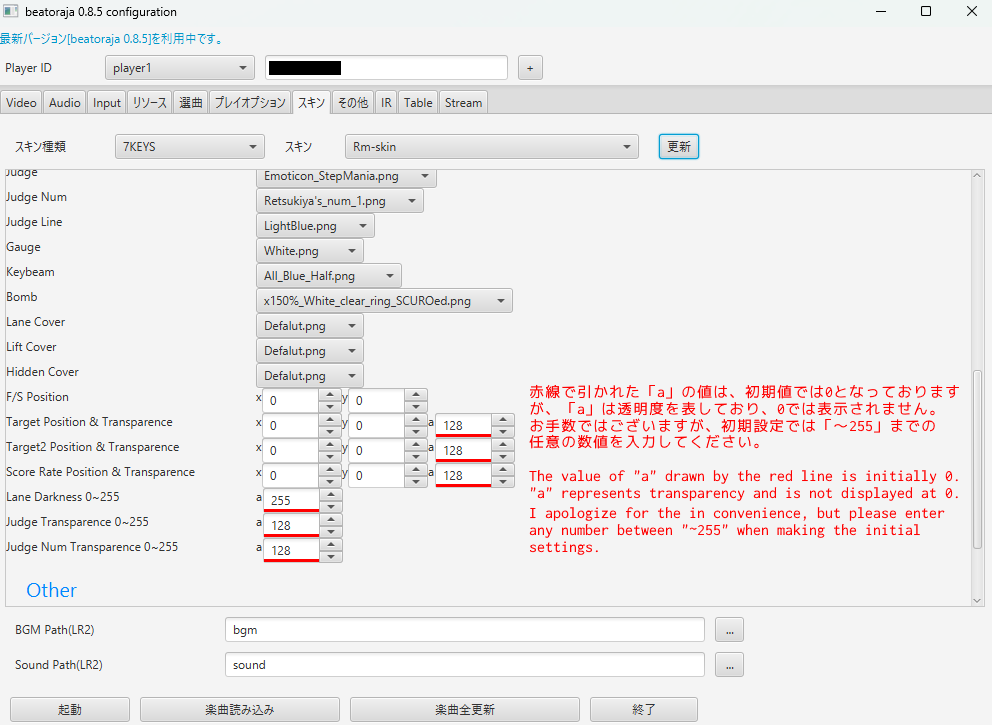 beatoraja 0.8.5 configuration
最新バージョン[beatoraja 0.8.5]を利用中です。
Player ID player1 +
Video Audio Input リソース 選曲 プレイオプション スキン その他 IR Table Stream
スキン種類 7KEYS スキン Rm-skin 更新
Judge Emoticon_StepMania.png
Judge Num Retsukiya's_num_1.png
Judge Line LightBlue.png
Gauge White.png
Keybeam All_Blue_Half.png
Bomb x150%_White_clear_ring_SCUROed.png
Lane Cover Defalut.png
Lift Cover Defalut.png
Hidden Cover Defalut.png
F/S Position x 0 y 0
Target Position & Transparence x 0 y 0 a 128
Target2 Position & Transparence x 0 y 0 a 128
Score Rate Position & Transparence x 0 y 0 a 128
Lane Darkness 0~255 a 255
Judge Transparence 0~255 a 128
Judge Num Transparence 0~255 a 128
赤線で引かれた「a」の値は、初期値では0となっております
が、「a」は透明度を表しており、0では表示されません。
お手数ではございますが、初期設定では「～255」までの
任意の数値を入力してください。
The value of "a" drawn by the red line is initially 0.
"a" represents transparency and is not displayed at 0.
I apologize for the in convenience, but please enter
any number between "~255" when making the initial
settings.
Other
BGM Path(LR2) bgm ...
Sound Path(LR2) sound ...
起動 楽曲読み込み 楽曲全更新 終了